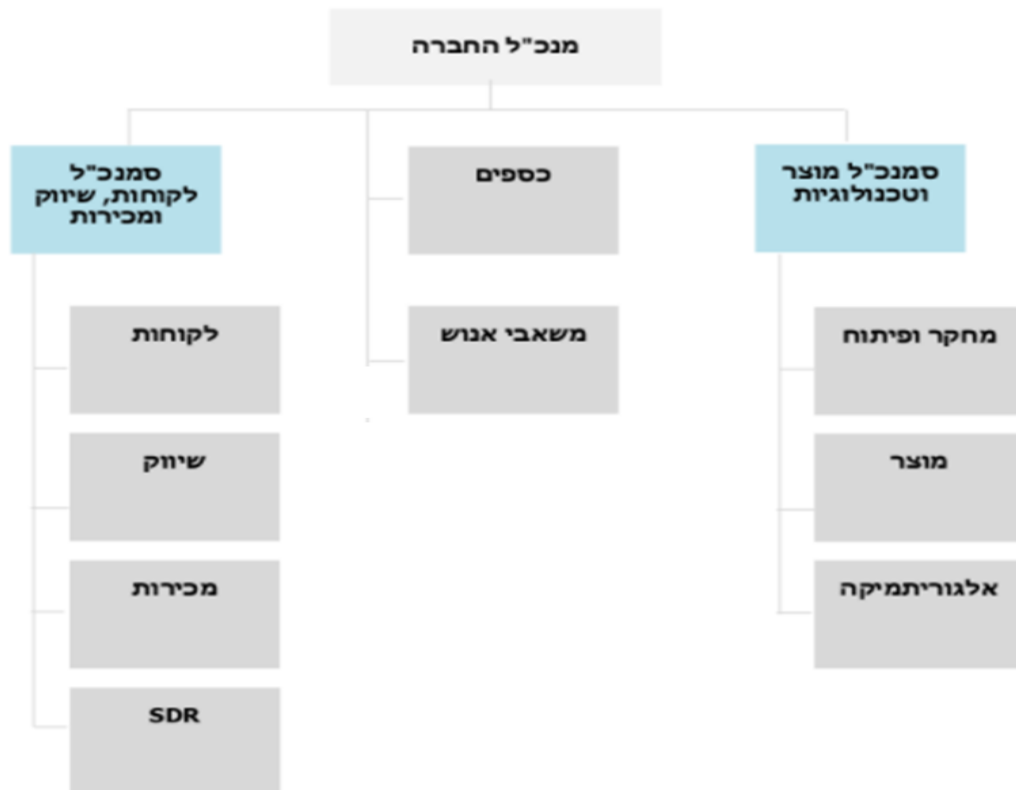 מנכ"ל החברה
סמנכ"ל מוצר
וטכנולוגיות
מחקר ופיתוח
מוצר
אלגוריתמיקה
כספים
משאבי אנוש
סמנכ"ל
לקוחות, שיווק
ומכירות
לקוחות
שיווק
מכירות
SDR